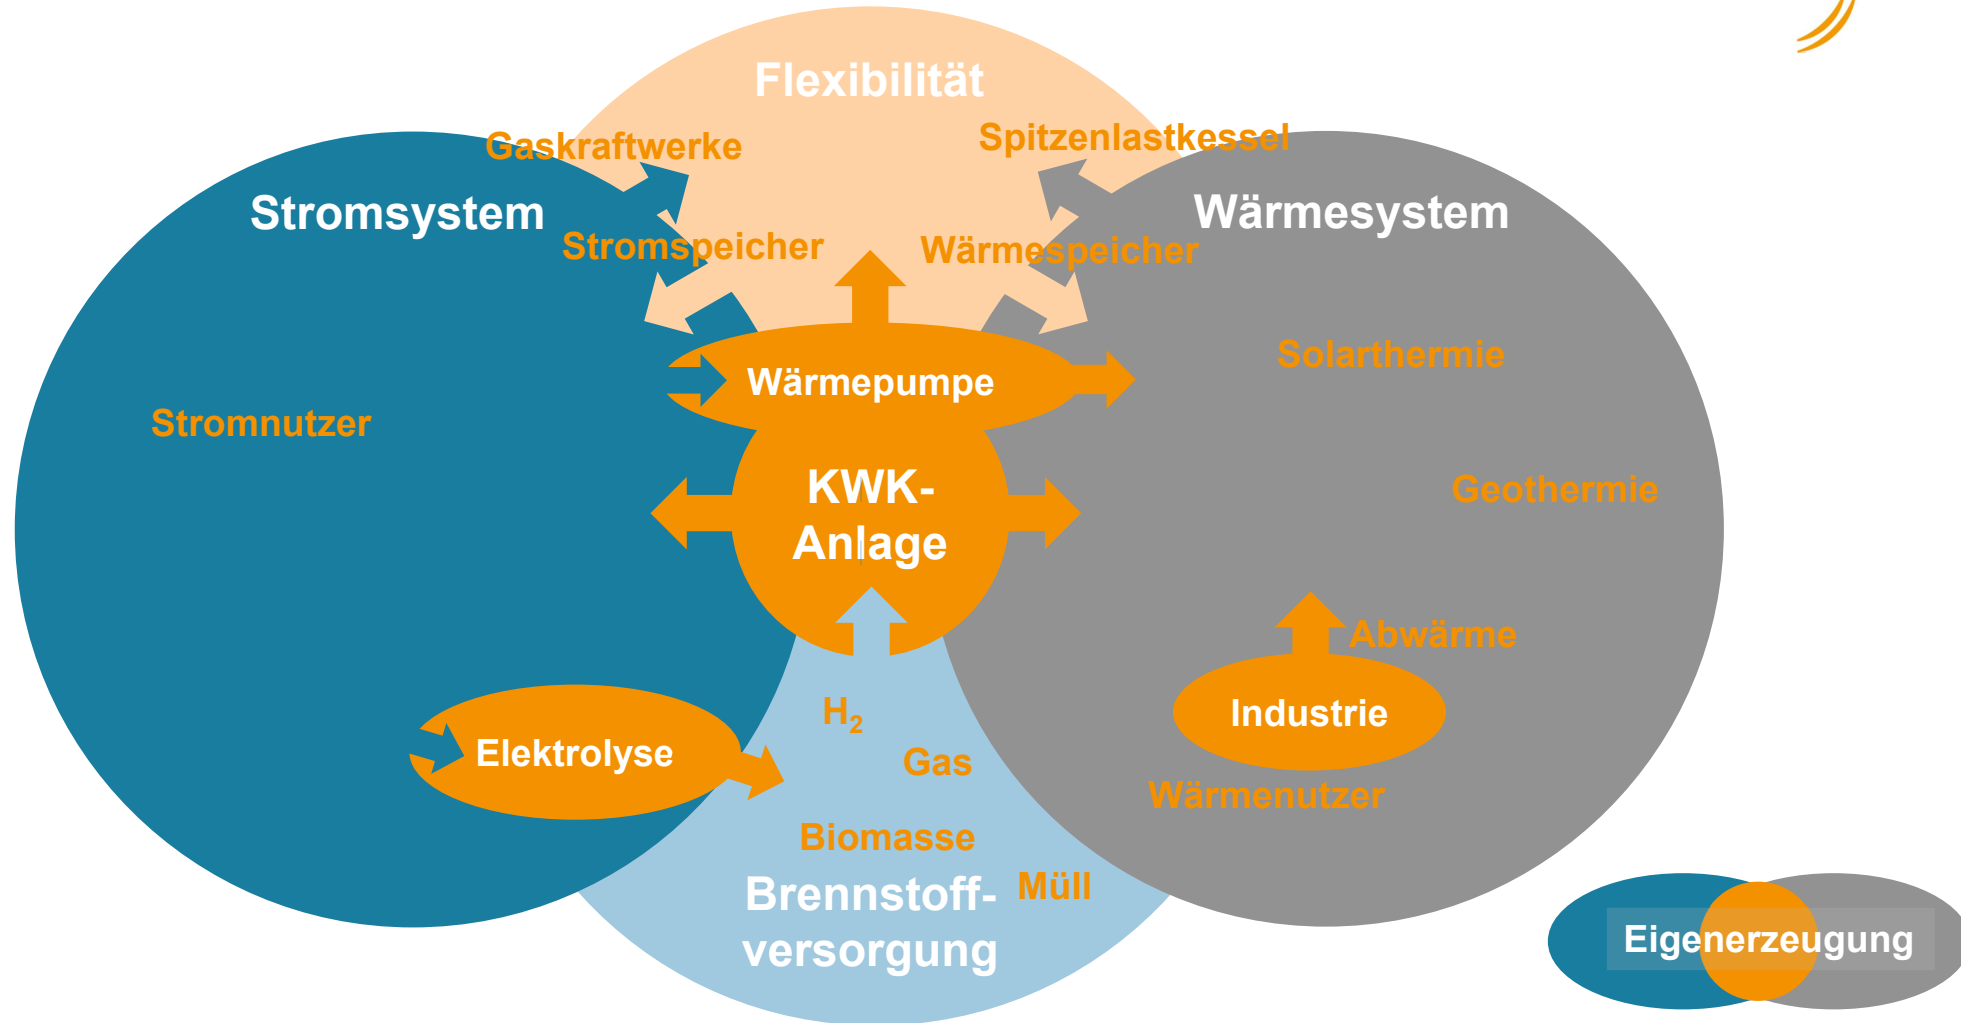 Flexibilität
Gaskraftwerke
Spitzenlastkessel
Stromsystem
Wärmesystem
Stromspeicher
Wärmespeicher
Solarthermie
Wärmepumpe
Stromnutzer
KWK-
Anlage
Geothermie
Abwärme
H₂
Industrie
Elektrolyse
Gas
Wärmenutzer
Biomasse
Müll
Brennstoff-
versorgung
Eigenerzeugung